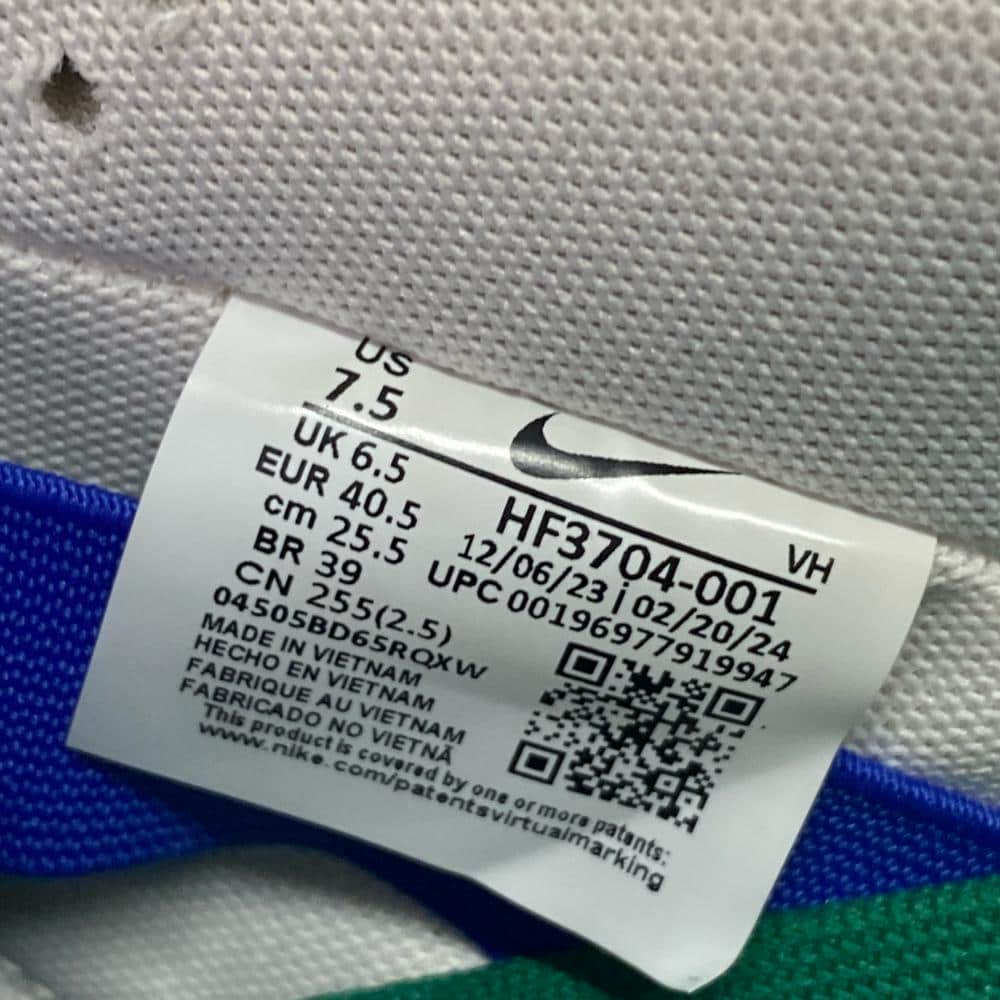 US
7.5
UK 6.5
EUR 40.5
cm 25.5
BR 39
CN 255(2.5)
04505BD65RQXW
MADE IN VIETNAM
HECHO EN VIETNAM
FABRIQUE AU VIETNAM
FABRICADO NO VIETNÃ
This product is covered by one or more patents:
www.nike.com/patentsvirtualmarking
VH
HF3704-001
12/06/23 i 02/20/24
UPC 00196977919947